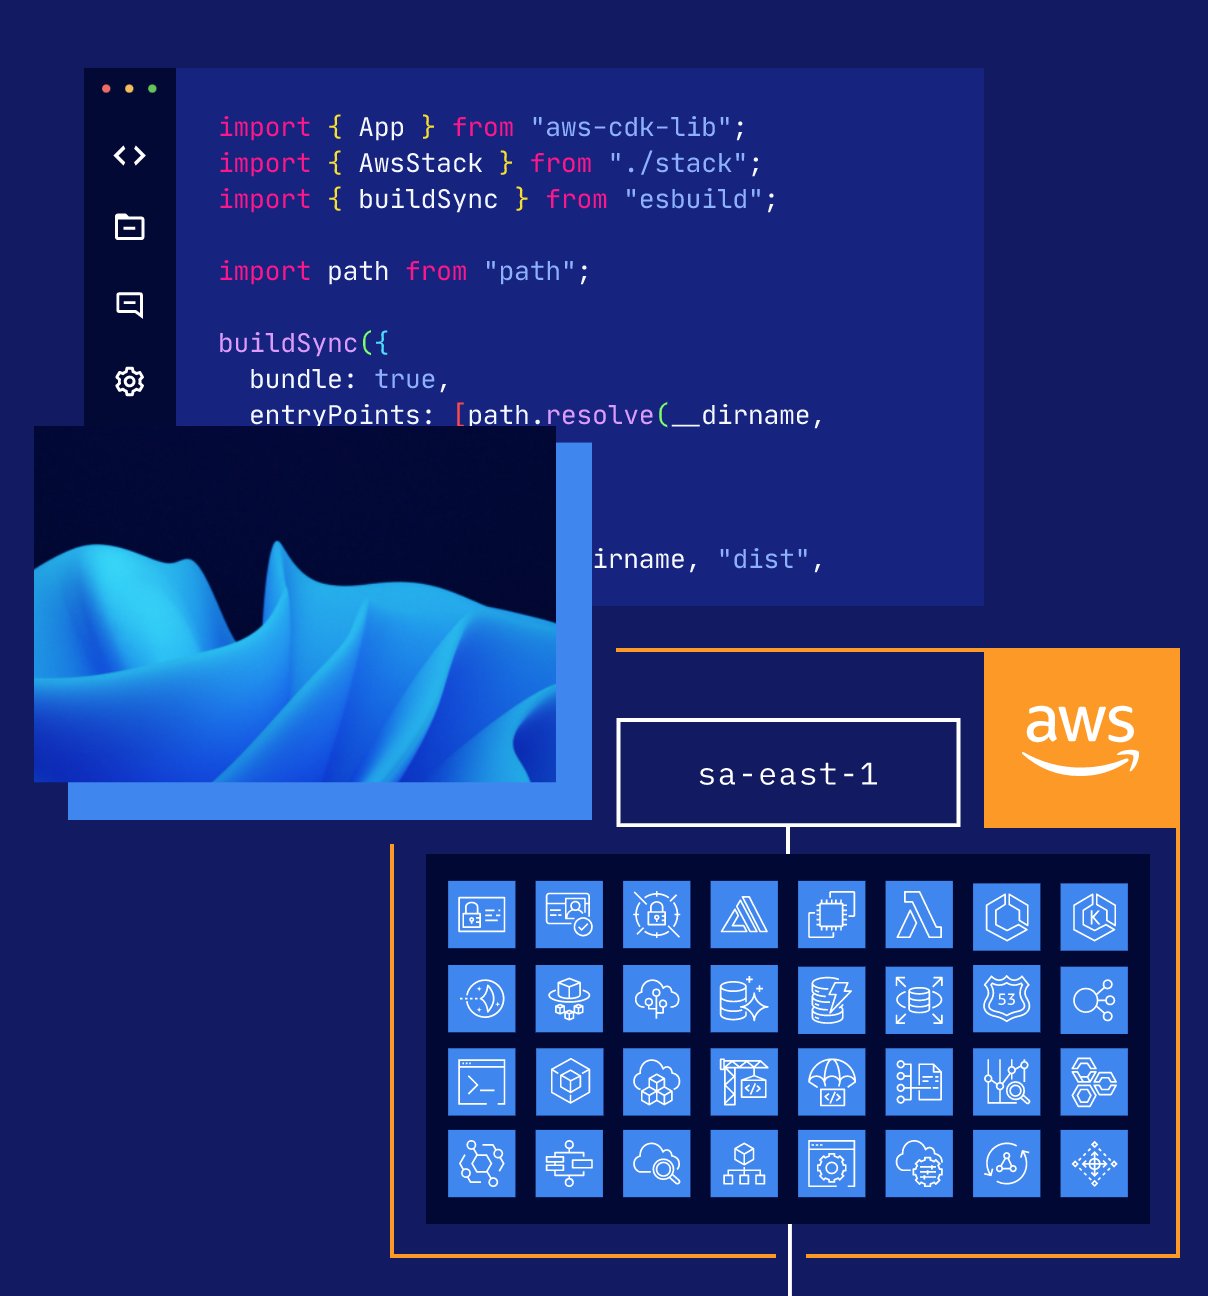 import { App } from "aws-cdk-lib";
import { AwsStack } from "./stack";
import { buildSync } from "esbuild";
import path from "path";
buildSync({
bundle: true,
entryPoints: [path.resolve(__dirname,
irname, "dist",
aws
sa-east-1
K
53